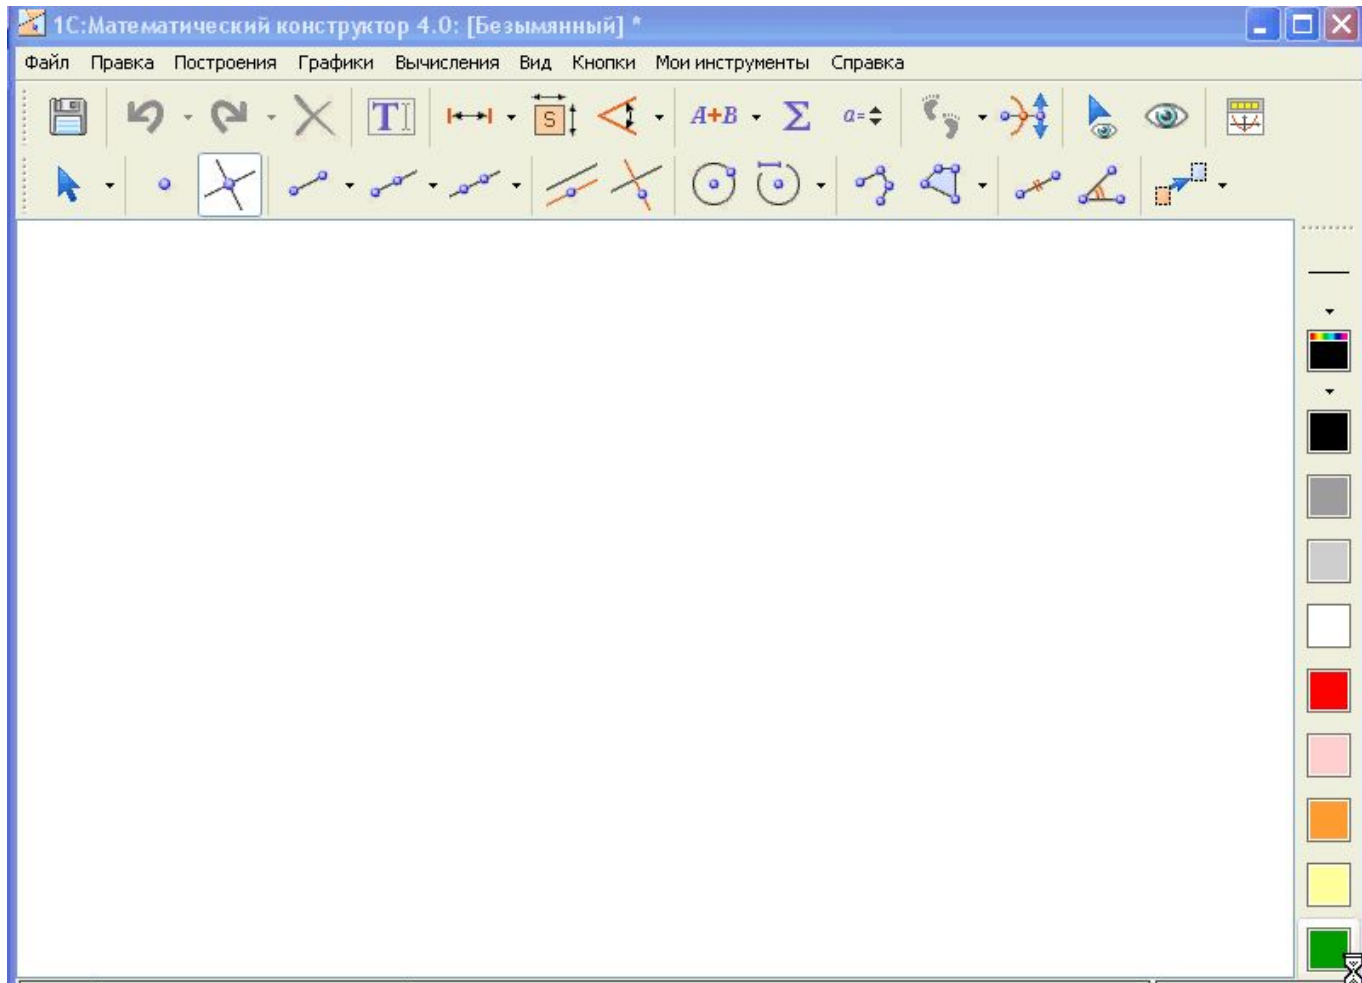 1С:Математический конструктор 4.0: [Безымянный] *
Файл Правка Построения Графики Вычисления Вид Кнопки Мои инструменты Справка
T S A+B Σ a=